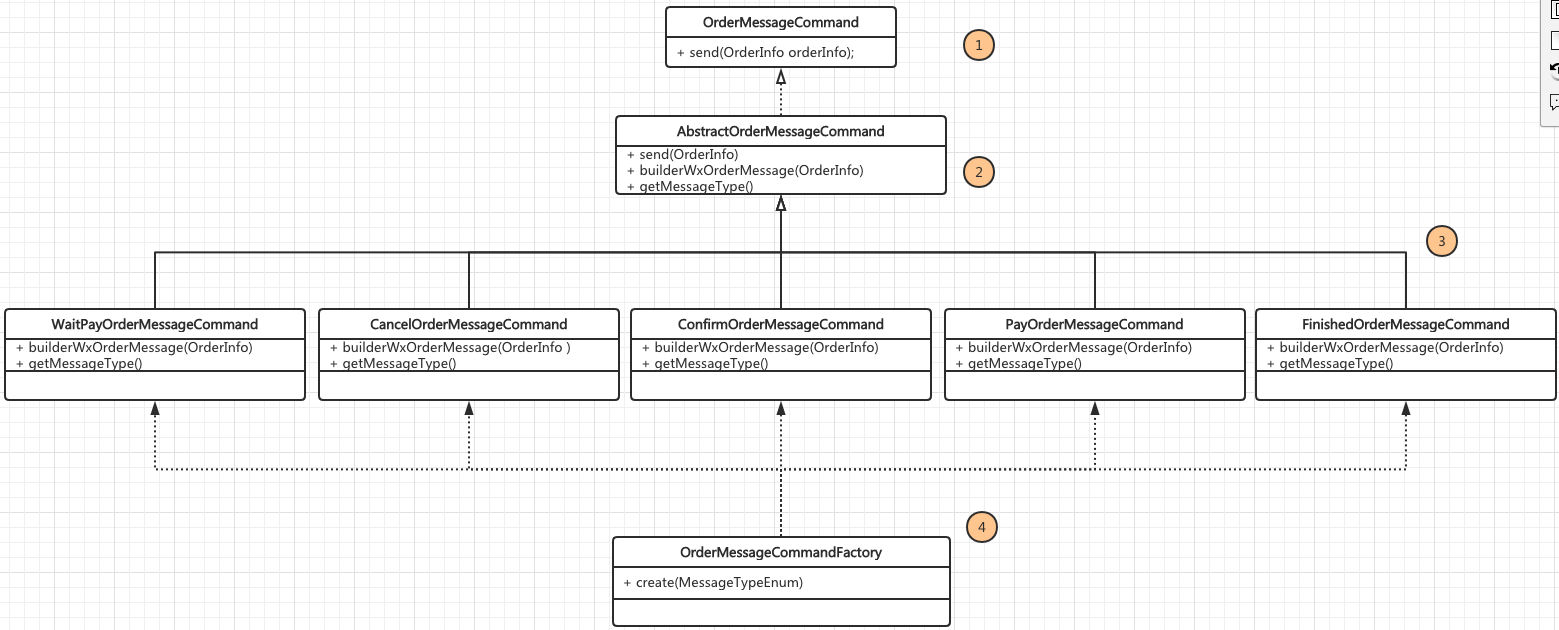 OrderMessageCommand
+ send(OrderInfo orderInfo);
1
AbstractOrderMessageCommand
+ send(OrderInfo)
+ builderWxOrderMessage(OrderInfo)
+ getMessageType()
2
3
WaitPayOrderMessageCommand
+ builderWxOrderMessage(OrderInfo)
+ getMessageType()
CancelOrderMessageCommand
+ builderWxOrderMessage(OrderInfo )
+ getMessageType()
ConfirmOrderMessageCommand
+ builderWxOrderMessage(OrderInfo)
+ getMessageType()
PayOrderMessageCommand
+ builderWxOrderMessage(OrderInfo)
+ getMessageType()
FinishedOrderMessageCommand
+ builderWxOrderMessage(OrderInfo)
+ getMessageType()
4
OrderMessageCommandFactory
+ create(MessageTypeEnum)